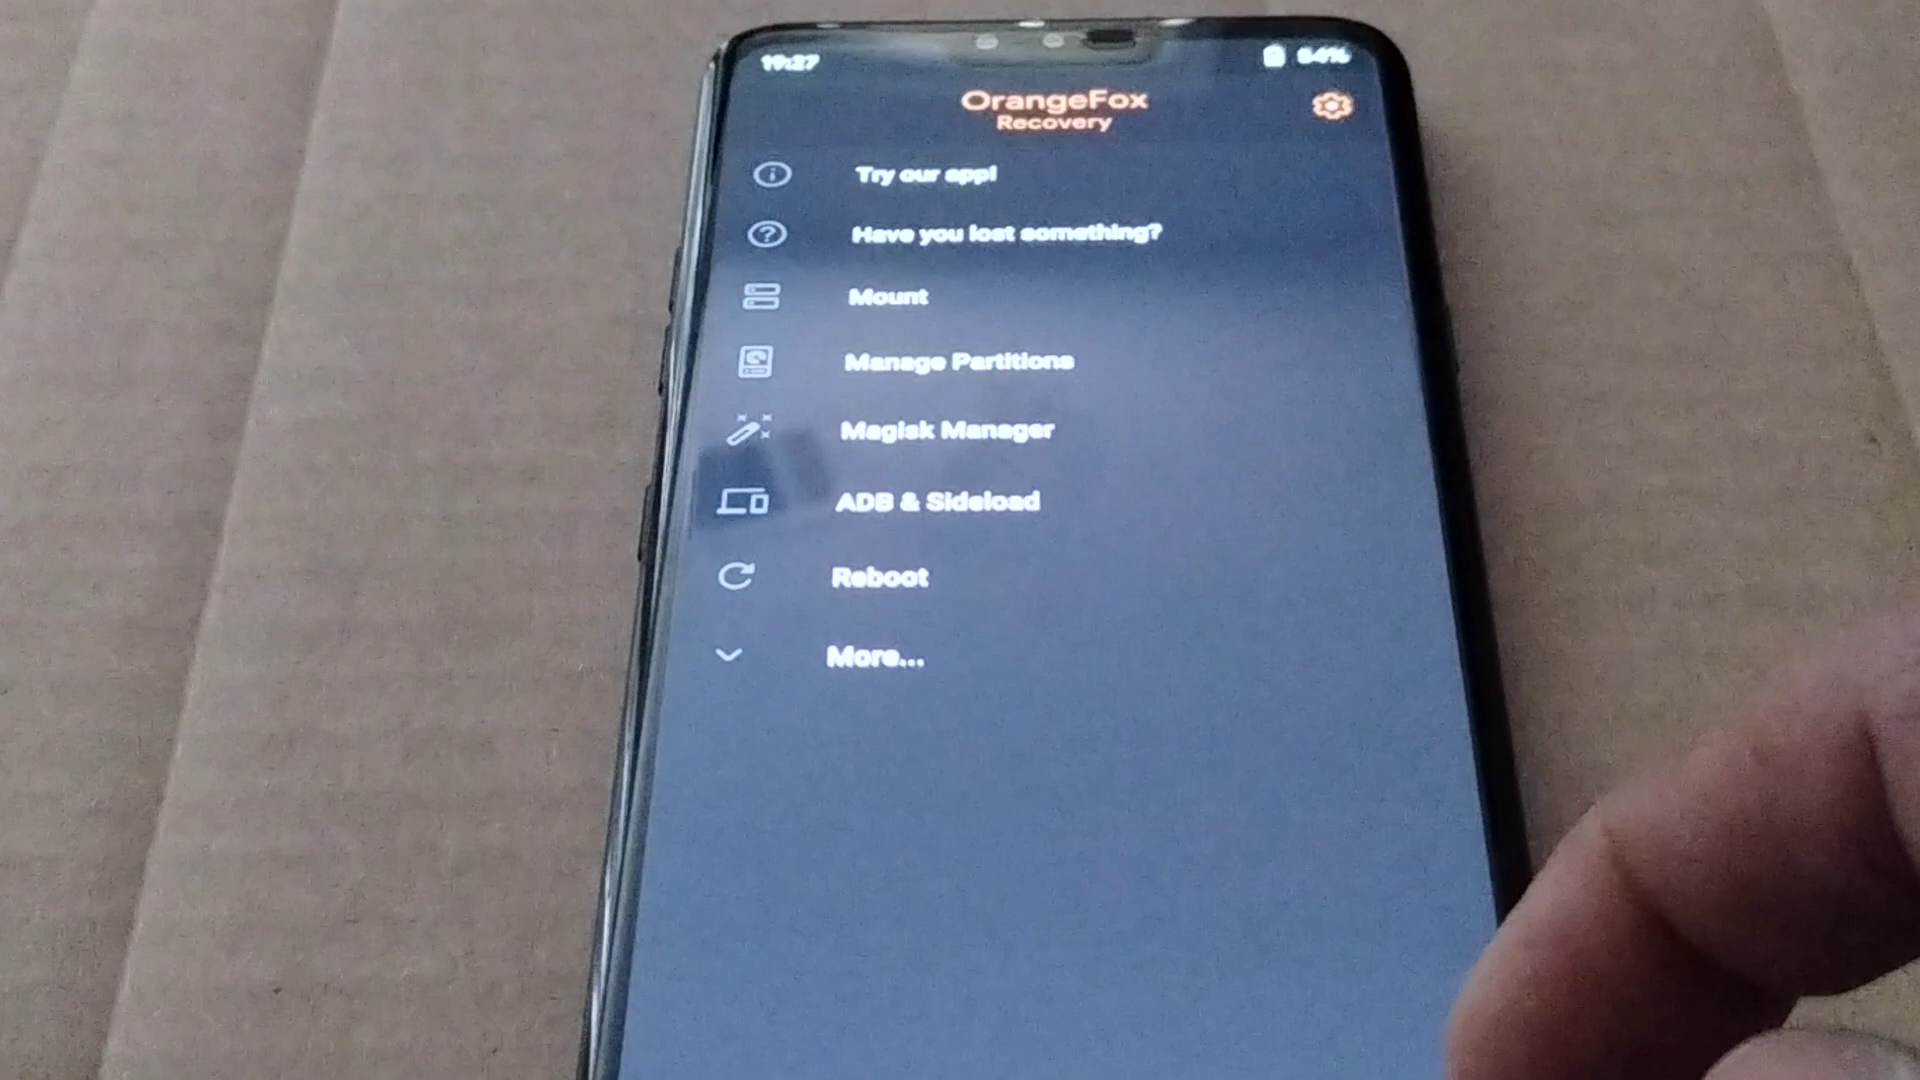 19:27
OrangeFox
Recovery
Try our app!
Have you lost something?
Mount
Manage Partitions
Magisk Manager
ADB & Sideload
Reboot
More...